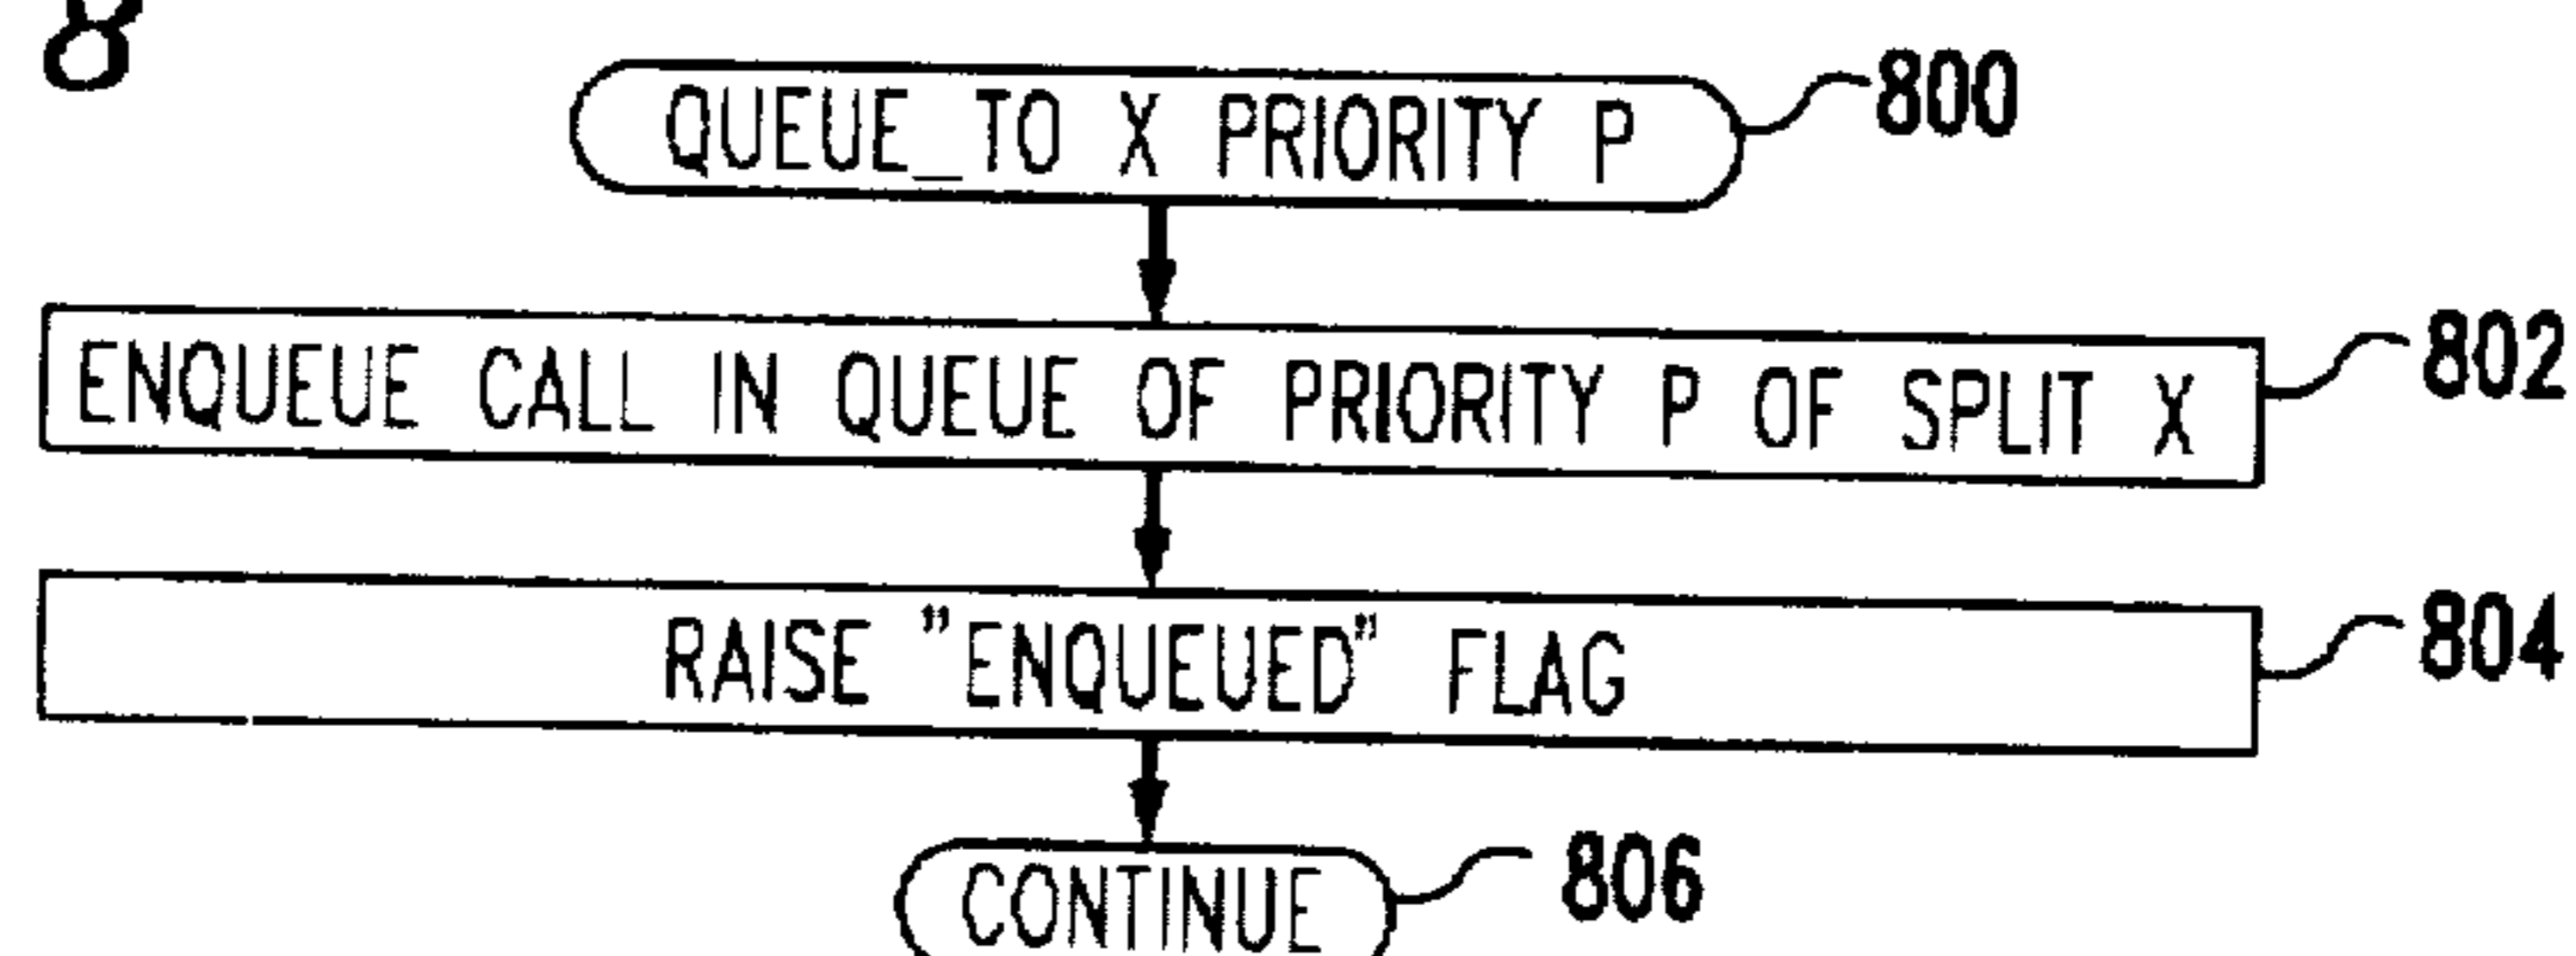 8
QUEUE_TO X PRIORITY P
800
ENQUEUE CALL IN QUEUE OF PRIORITY P OF SPLIT X
802
RAISE "ENQUEUED" FLAG
804
CONTINUE
806